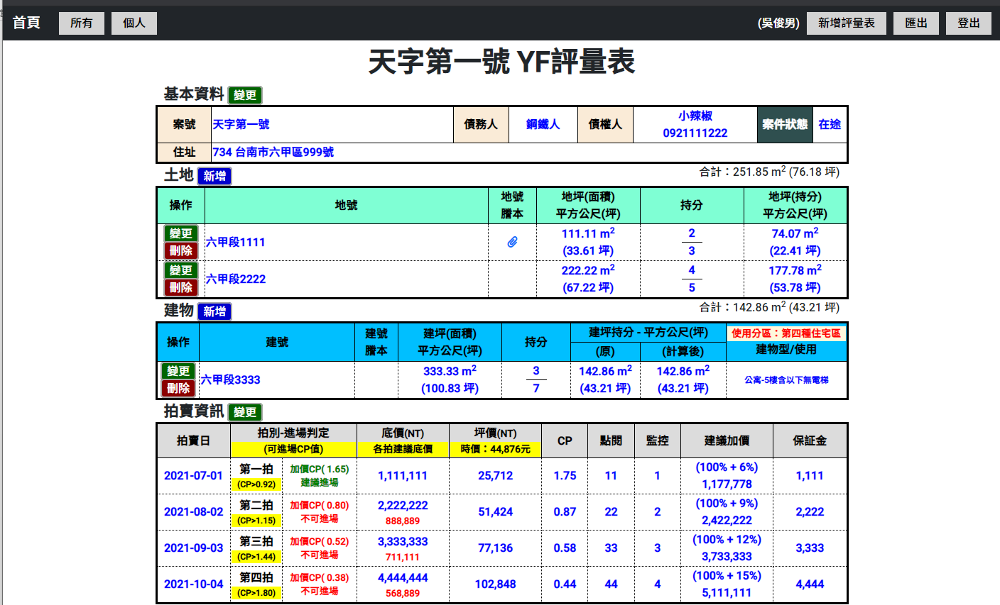 首頁 所有 個人 (吳俊男) 新增評量表 匯出 登出
天字第一號 YF評量表
基本資料 變更
案號 天字第一號 債務人 鋼鐵人 債權人 小辣椒 0921111222 案件狀態 在途
住址 734 台南市六甲區999號
土地 新增 合計：251.85 m² (76.18 坪)
操作 地號 地號 謄本 地坪(面積) 平方公尺(坪) 持分 地坪(持分) 平方公尺(坪)
變更 刪除 六甲段1111 111.11 m² (33.61 坪) 2 3 74.07 m² (22.41 坪)
變更 刪除 六甲段2222 222.22 m² (67.22 坪) 4 5 177.78 m² (53.78 坪)
建物 新增 合計：142.86 m² (43.21 坪)
操作 建號 建號 謄本 建坪(面積) 平方公尺(坪) 持分 建坪持分 - 平方公尺(坪) (原) (計算後) 使用分區：第四種住宅區 建物型/使用
變更 刪除 六甲段3333 333.33 m² (100.83 坪) 3 7 142.86 m² (43.21 坪) 142.86 m² (43.21 坪) 公寓-5樓含以下無電梯
拍賣資訊 變更
拍賣日 拍別-進場判定 (可進場CP值) 底價(NT) 各拍建議底價 坪價(NT) 時價：44,876元 CP 點閱 監控 建議加價 保証金
2021-07-01 第一拍 (CP>0.92) 加價CP( 1.65) 建議進場 1,111,111 25,712 1.75 11 1 (100% + 6%) 1,177,778 1,111
2021-08-02 第二拍 (CP>1.15) 加價CP( 0.80) 不可進場 2,222,222 888,889 51,424 0.87 22 2 (100% + 9%) 2,422,222 2,222
2021-09-03 第三拍 (CP>1.44) 加價CP( 0.52) 不可進場 3,333,333 711,111 77,136 0.58 33 3 (100% + 12%) 3,733,333 3,333
2021-10-04 第四拍 (CP>1.80) 加價CP( 0.38) 不可進場 4,444,444 568,889 102,848 0.44 44 4 (100% + 15%) 5,111,111 4,444